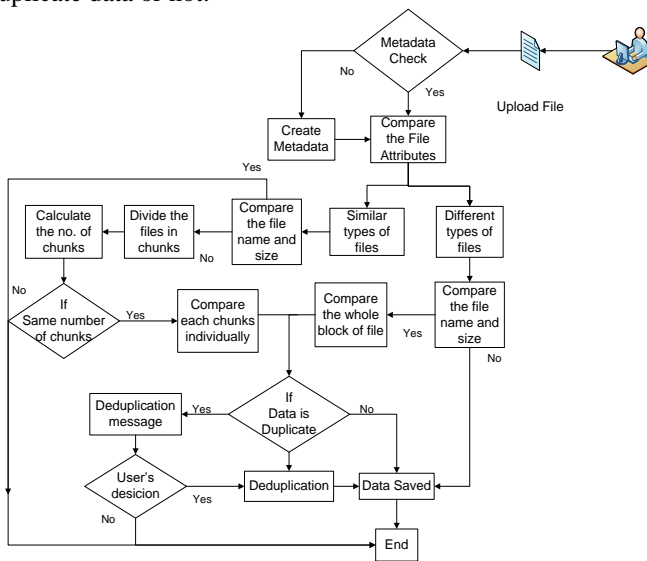 uplicate data or not.
Metadata
Check
No
Yes
Upload File
Create
Metadata
Compare
the File
Attributes
Yes
Calculate
the no. of
chunks
Divide the
files in
chunks
No
Compare
the file
name and
size
Similar
types of
files
Different
types of
files
No
If
Same number
of chunks
Yes
Compare
each chunks
individually
Compare
the whole
block of file
Yes
Compare
the file
name and
size
No
Deduplication
message
Yes
If
Data is
Duplicate
No
User's
desicion
Yes
Deduplication
Data Saved
No
End